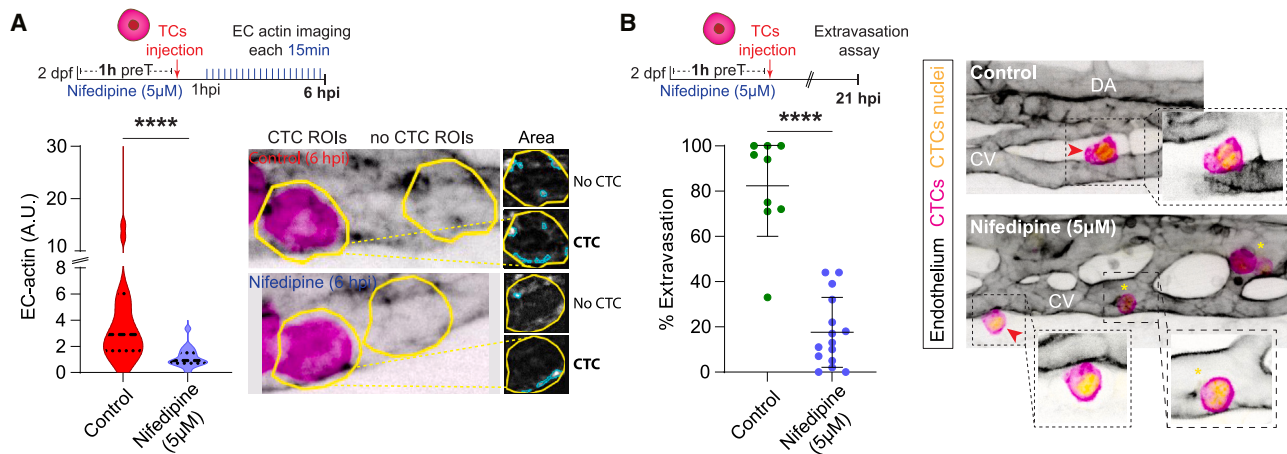 A
TCs
injection
EC actin imaging
each 15min
2 dpf
1h preT
Nifedipine (5μM)
1hpi
6 hpi
EC-actin (A.U.)
30
20
10
8
6
4
2
0
****
Control
Nifedipine
(5μM)
CTC ROIs
no CTC ROIs
Area
Control (6 hpi)
No CTC
CTC
Nifedipine (6 hpi)
No CTC
CTC
B
TCs
injection
Extravasation
assay
2 dpf
1h preT
Nifedipine (5μM)
21 hpi
% Extravasation
100
80
60
40
20
0
****
Control
Nifedipine
(5μM)
Endothelium CTCs CTCs nuclei
Control
DA
CV
Nifedipine (5μM)
*
*
CV
*